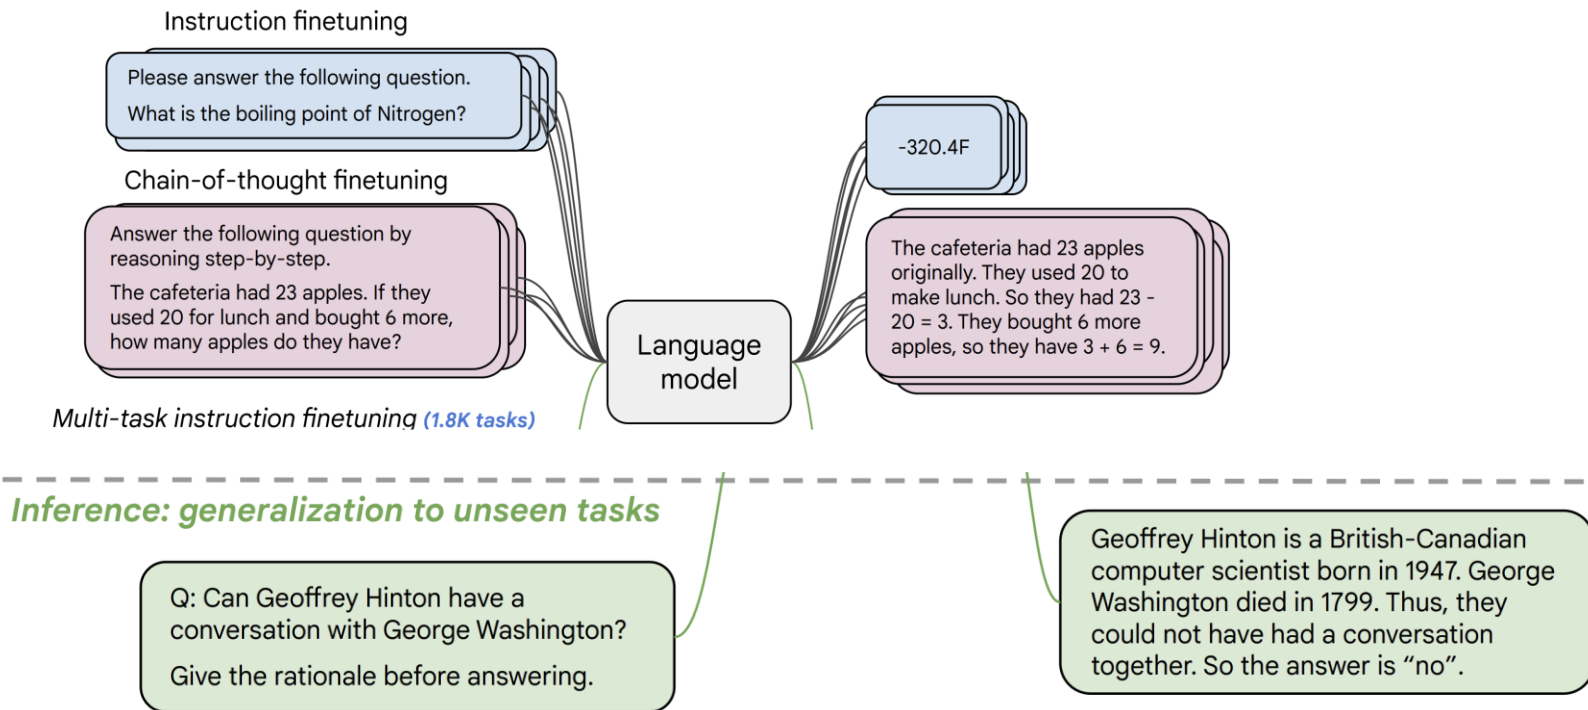 Instruction finetuning
Please answer the following question.
What is the boiling point of Nitrogen?
-320.4F
Chain-of-thought finetuning
Answer the following question by
reasoning step-by-step.
The cafeteria had 23 apples. If they
used 20 for lunch and bought 6 more,
how many apples do they have?
Language
model
The cafeteria had 23 apples
originally. They used 20 to
make lunch. So they had 23 -
20 = 3. They bought 6 more
apples, so they have 3 + 6 = 9.
Multi-task instruction finetuning (1.8K tasks)
Inference: generalization to unseen tasks
Q: Can Geoffrey Hinton have a
conversation with George Washington?
Give the rationale before answering.
Geoffrey Hinton is a British-Canadian
computer scientist born in 1947. George
Washington died in 1799. Thus, they
could not have had a conversation
together. So the answer is “no”.